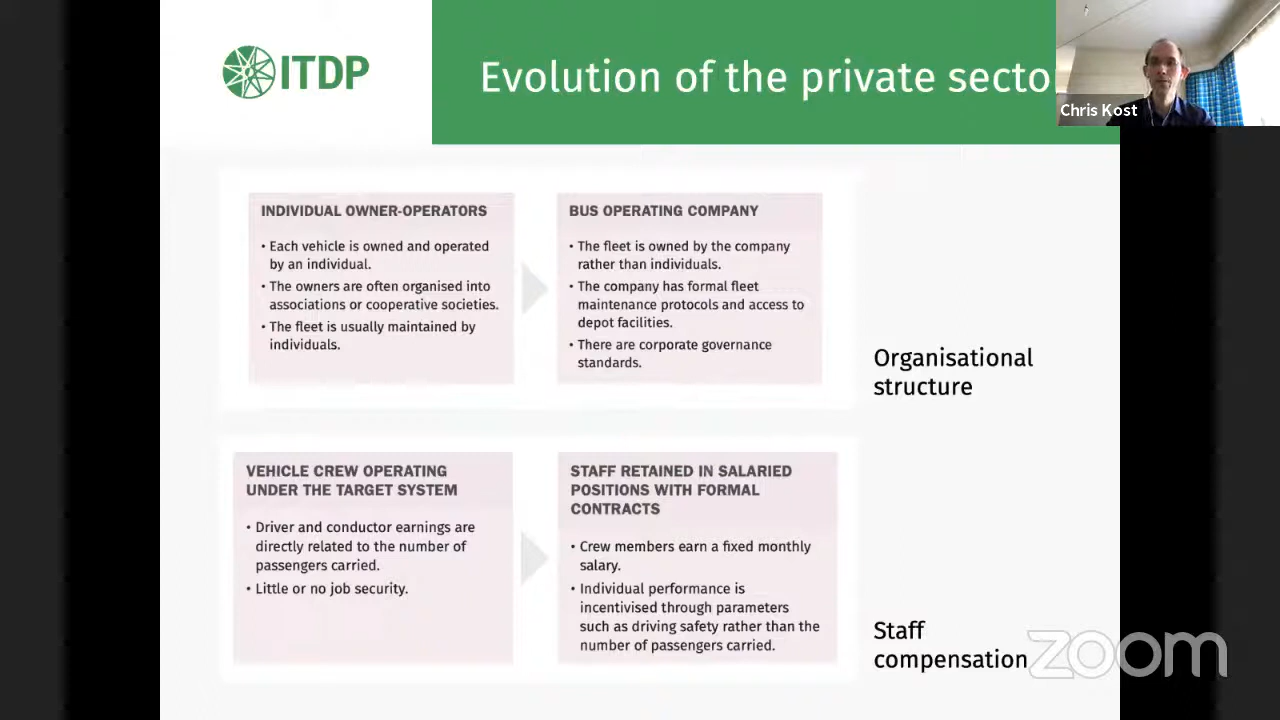 ITDP
Evolution of the private secto
Chris Kost
INDIVIDUAL OWNER-OPERATORS
• Each vehicle is owned and operated
by an individual.
• The owners are often organised into
associations or cooperative societies.
• The fleet is usually maintained by
individuals.
BUS OPERATING COMPANY
• The fleet is owned by the company
rather than individuals.
• The company has formal fleet
maintenance protocols and access to
depot facilities.
• There are corporate governance
standards.
Organisational
structure
VEHICLE CREW OPERATING
UNDER THE TARGET SYSTEM
• Driver and conductor earnings are
directly related to the number of
passengers carried.
• Little or no job security.
STAFF RETAINED IN SALARIED
POSITIONS WITH FORMAL
CONTRACTS
• Crew members earn a fixed monthly
salary.
• Individual performance is
incentivised through parameters
such as driving safety rather than the
number of passengers carried.
Staff
compensation
zoom